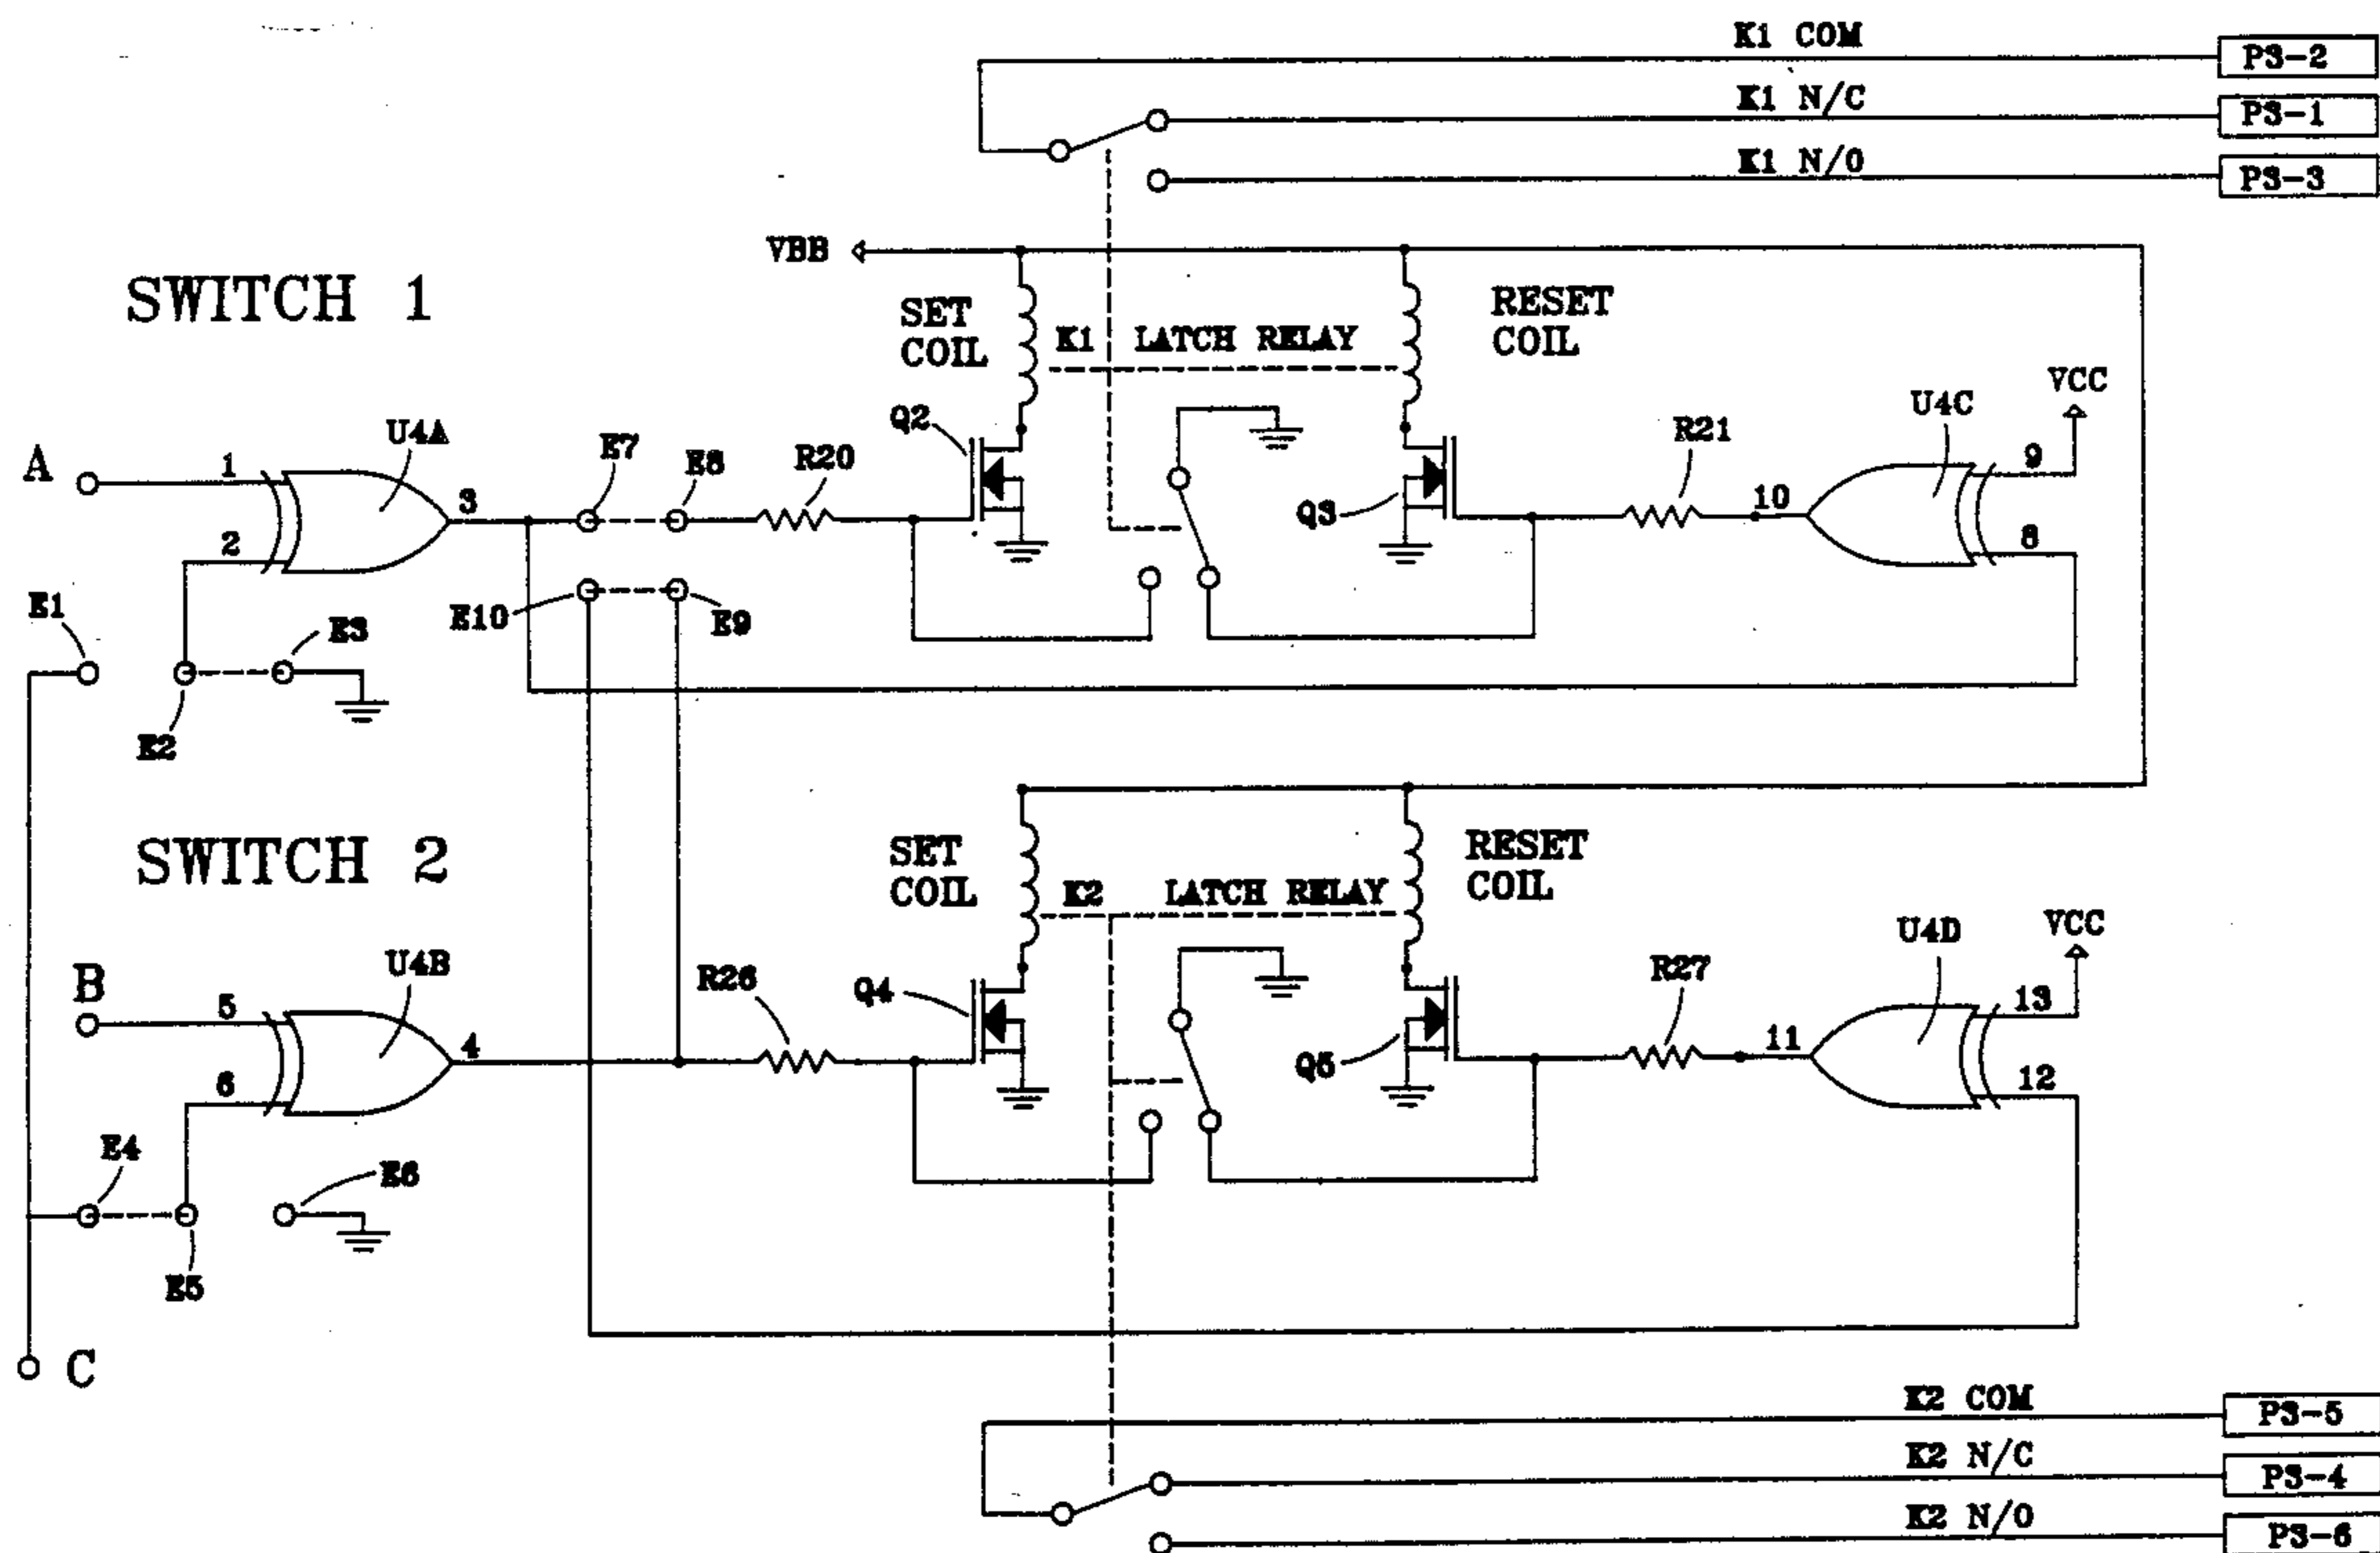 K1 COM
P3-2
K1 N/C
P3-1
K1 N/O
P3-3
VBB
SWITCH 1
SET
COIL
K1
LATCH RELAY
RESET
COIL
VCC
A
1
U4A
3
2
E7
E8
R20
Q2
Q3
R21
10
U4C
9
8
E1
E2
E3
E10
E9
SWITCH 2
SET
COIL
K2
LATCH RELAY
RESET
COIL
VCC
B
5
U4B
4
6
R26
Q4
Q5
R27
11
U4D
13
12
E4
E5
E6
C
K2 COM
P3-5
K2 N/C
P3-4
K2 N/O
P3-6